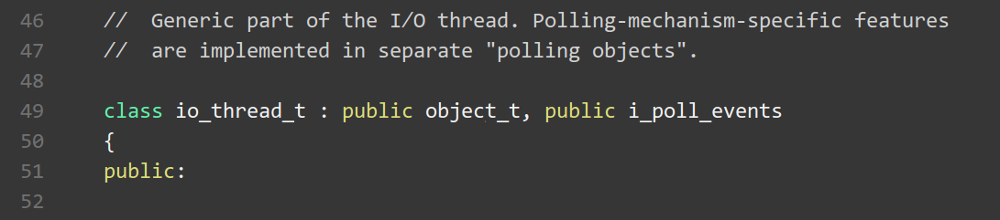 46 //  Generic part of the I/O thread. Polling-mechanism-specific features
47 //  are implemented in separate "polling objects".
48
49 class io_thread_t : public object_t, public i_poll_events
50 {
51 public:
52